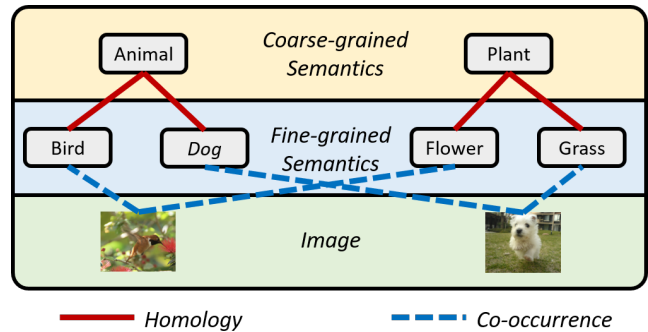 Animal
Coarse-grained
Semantics
Plant
Bird
Dog
Fine-grained
Semantics
Flower
Grass
Image
Homology
Co-occurrence